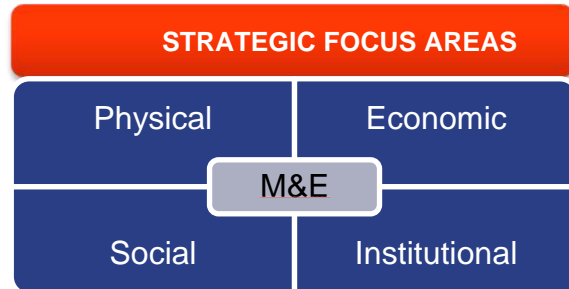 STRATEGIC FOCUS AREAS
Physical
Economic
M&E
Social
Institutional